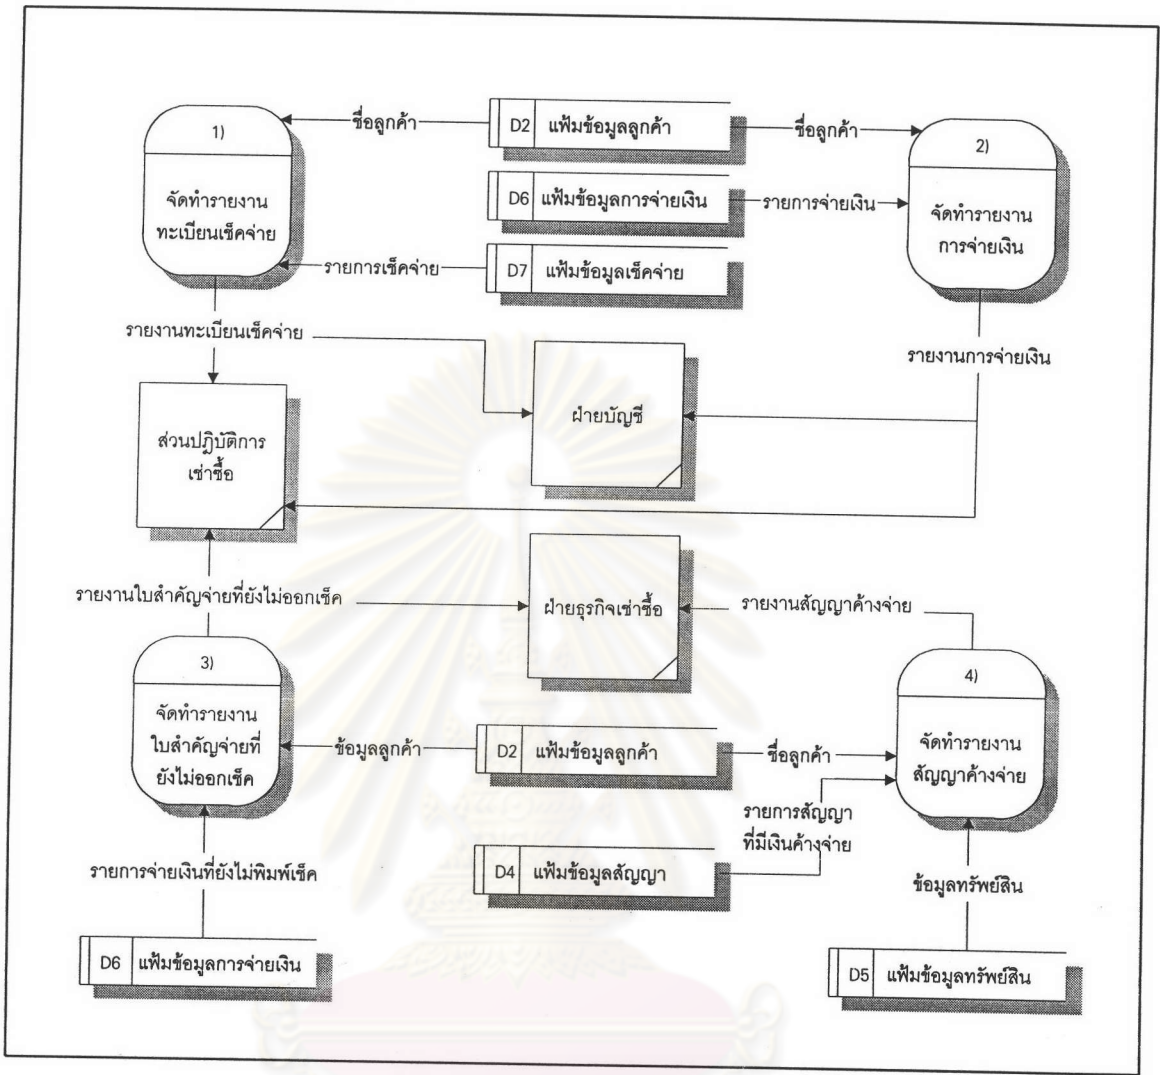 1)
จัดทำรายงาน
ทะเบียนเช็คจ่าย
ชื่อลูกค้า
D2 แฟ้มข้อมูลลูกค้า
ชื่อลูกค้า
2)
จัดทำรายงาน
การจ่ายเงิน
D6 แฟ้มข้อมูลการจ่ายเงิน
รายการจ่ายเงิน
รายการเช็คจ่าย
D7 แฟ้มข้อมูลเช็คจ่าย
รายงานทะเบียนเช็คจ่าย
รายงานการจ่ายเงิน
ฝ่ายบัญชี
ส่วนปฏิบัติการ
เช่าซื้อ
รายงานใบสำคัญจ่ายที่ยังไม่ออกเช็ค
ฝ่ายธุรกิจเช่าซื้อ
รายงานสัญญาค้างจ่าย
3)
จัดทำรายงาน
ใบสำคัญจ่ายที่
ยังไม่ออกเช็ค
ข้อมูลลูกค้า
D2 แฟ้มข้อมูลลูกค้า
ชื่อลูกค้า
4)
จัดทำรายงาน
สัญญาค้างจ่าย
รายการสัญญา
ที่มีเงินค้างจ่าย
D4 แฟ้มข้อมูลสัญญา
รายการจ่ายเงินที่ยังไม่พิมพ์เช็ค
ข้อมูลทรัพย์สิน
D6 แฟ้มข้อมูลการจ่ายเงิน
D5 แฟ้มข้อมูลทรัพย์สิน